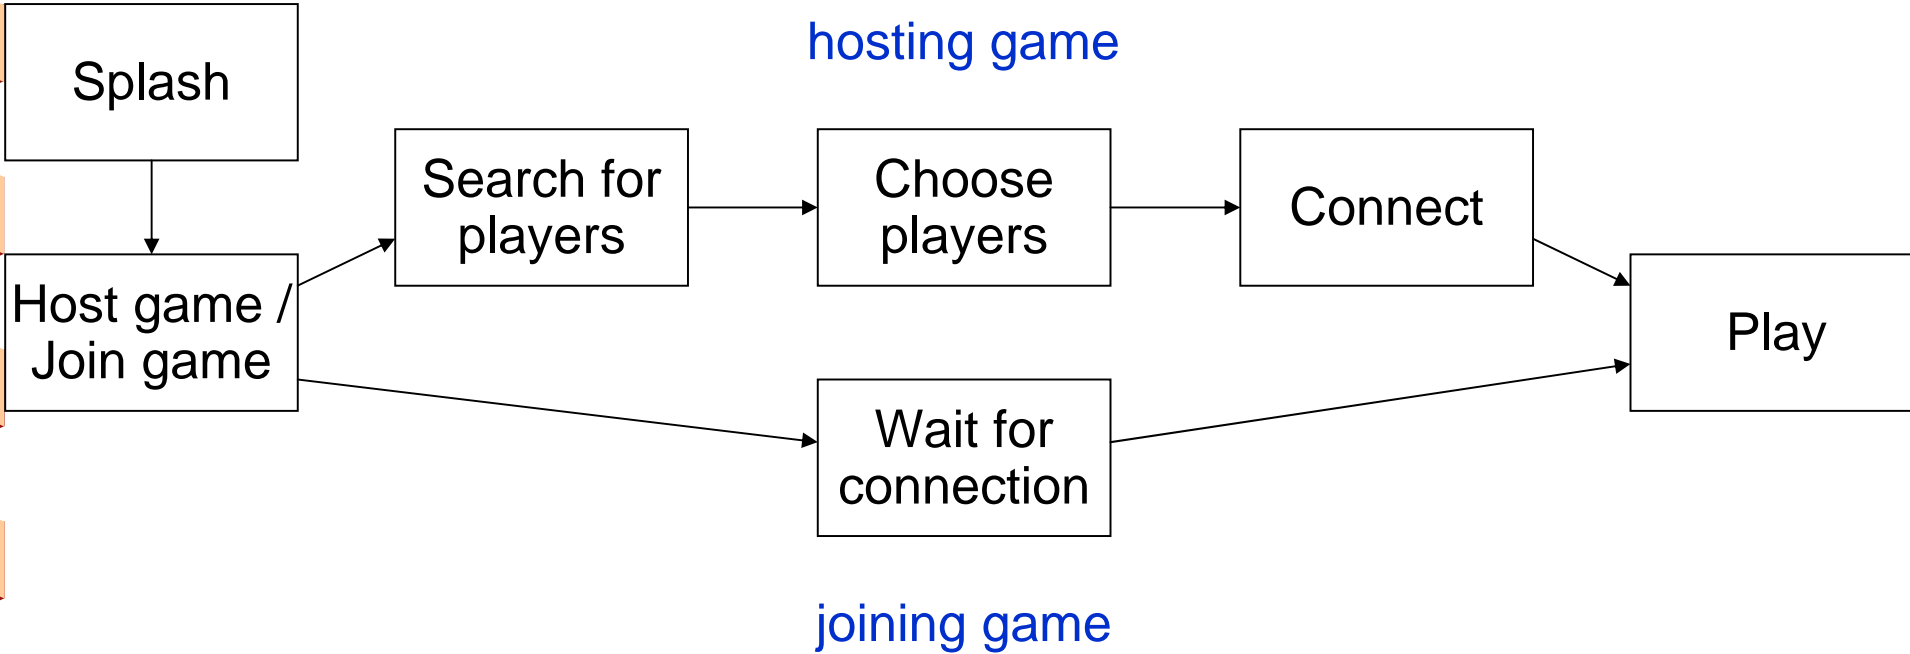 hosting game
Splash
Search for
players
Choose
players
Connect
Host game /
Join game
Play
Wait for
connection
joining game